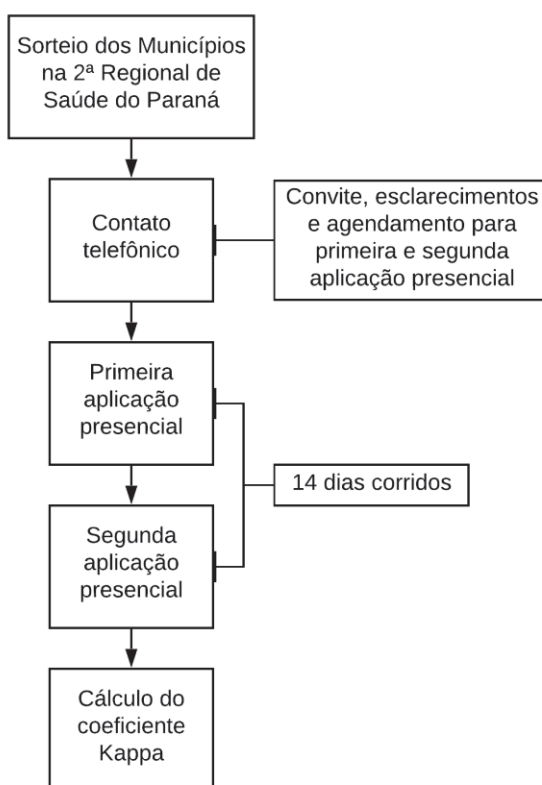 Sorteio dos Municípios
na 2ª Regional de
Saúde do Paraná
Contato
telefônico
Convite, esclarecimentos
e agendamento para
primeira e segunda
aplicação presencial
Primeira
aplicação
presencial
14 dias corridos
Segunda
aplicação
presencial
Cálculo do
coeficiente
Kappa